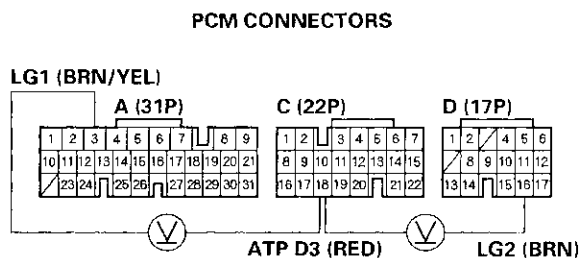 PCM CONNECTORS
LG1 (BRN/YEL)
A (31P) C (22P) D (17P)
1 2 3 4 5 6 7 8 9 1 2 3 4 5 6 7 1 2 4 5 6
10 11 12 13 14 15 16 17 18 19 20 21 8 9 10 11 12 13 14 15 8 9 10 11 12
23 24 25 26 27 28 29 30 31 16 17 18 19 20 21 22 13 14 15 16 17
V V
ATP D3 (RED) LG2 (BRN)